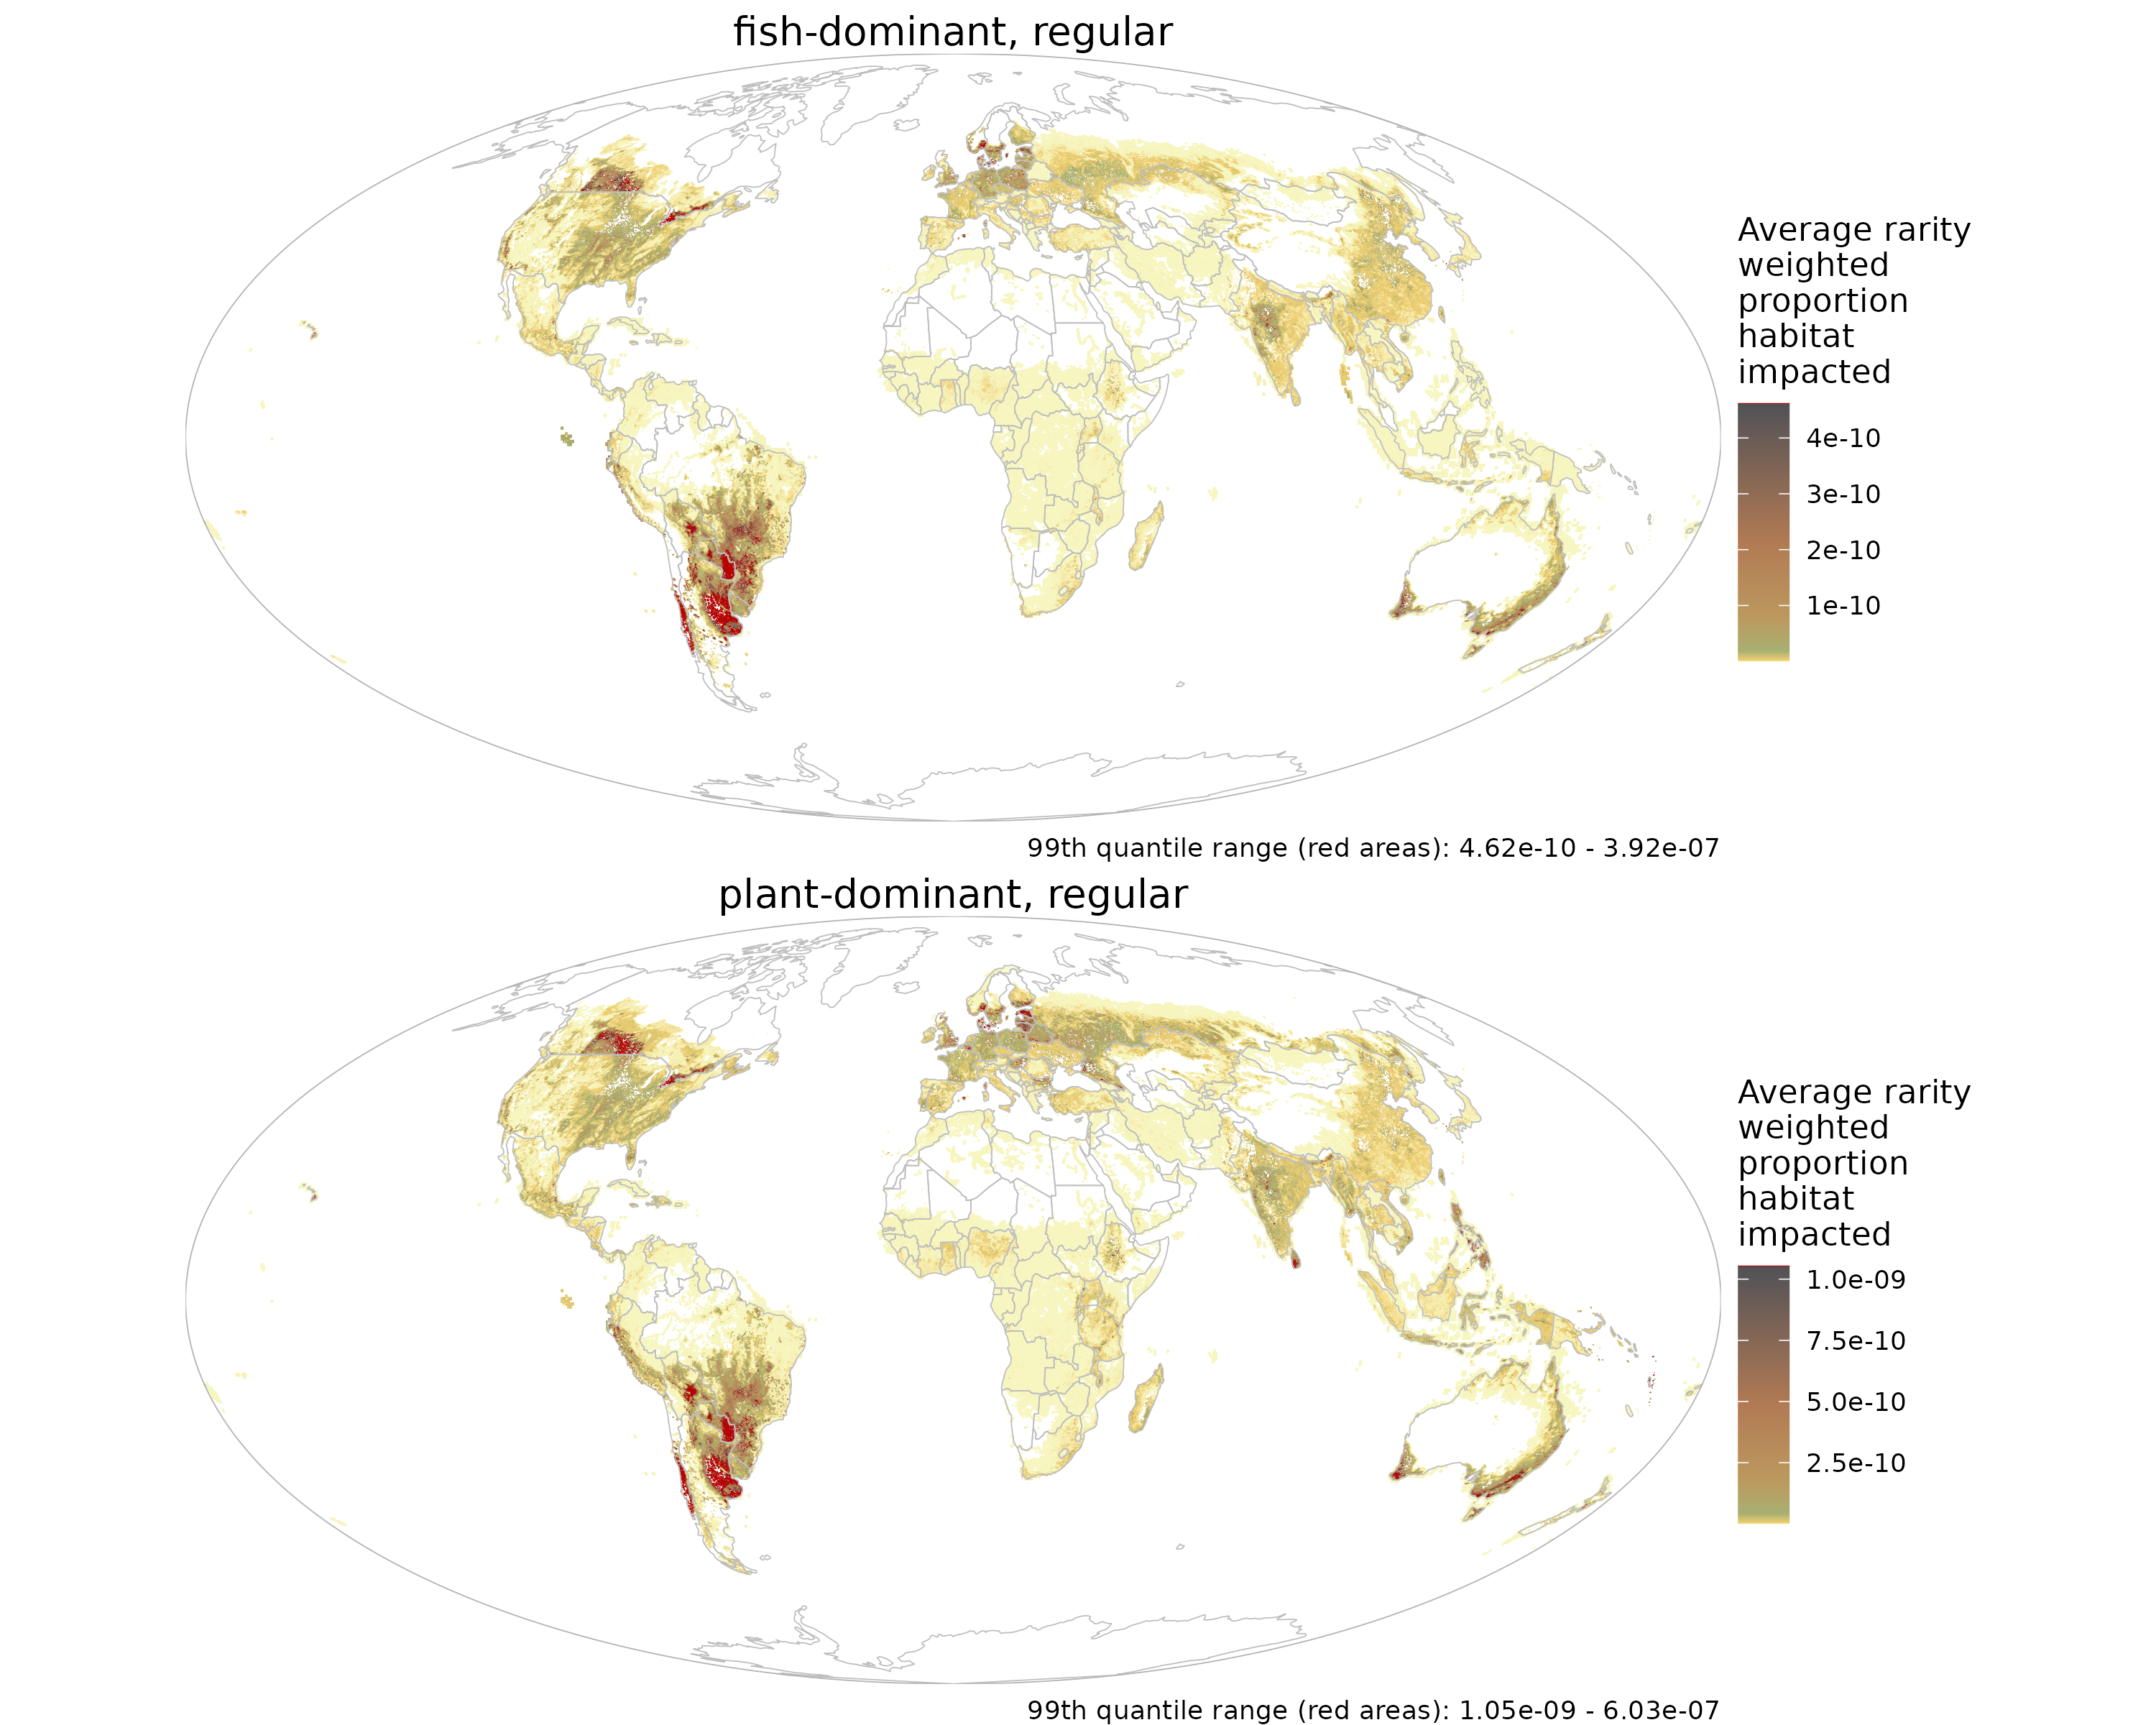 fish-dominant, regular
Average rarity
weighted
proportion
habitat
impacted
4e-10
3e-10
2e-10
1e-10
99th quantile range (red areas): 4.62e-10 - 3.92e-07
plant-dominant, regular
Average rarity
weighted
proportion
habitat
impacted
1.0e-09
7.5e-10
5.0e-10
2.5e-10
99th quantile range (red areas): 1.05e-09 - 6.03e-07